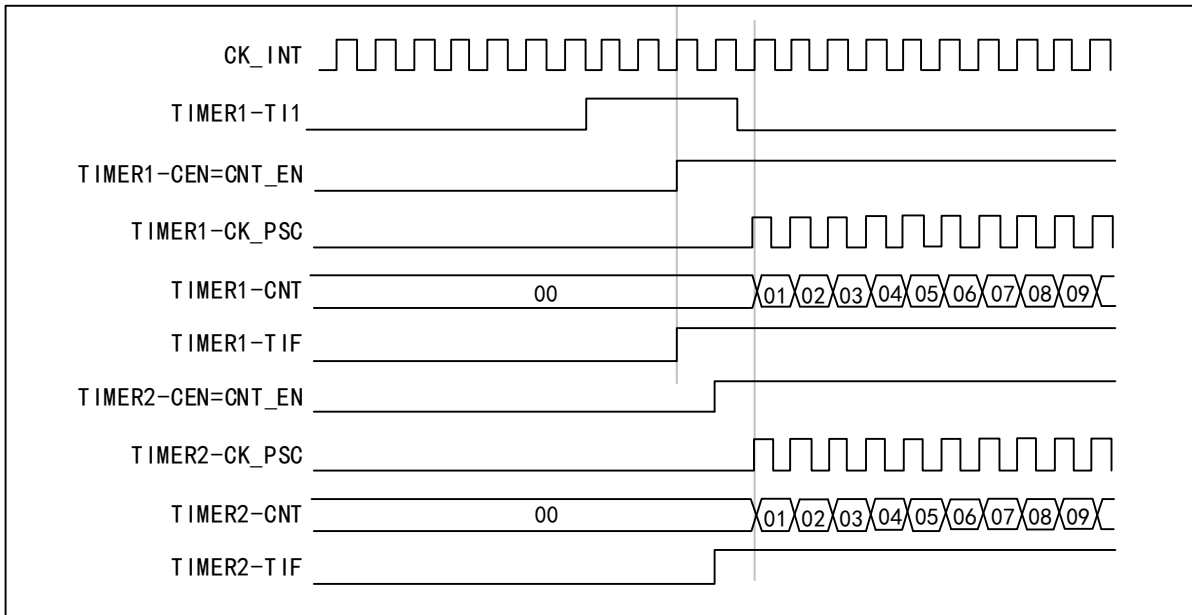 CK_INT
TIMER1-TI1
TIMER1-CEN=CNT_EN
TIMER1-CK_PSC
TIMER1-CNT 00 01 02 03 04 05 06 07 08 09
TIMER1-TIF
TIMER2-CEN=CNT_EN
TIMER2-CK_PSC
TIMER2-CNT 00 01 02 03 04 05 06 07 08 09
TIMER2-TIF